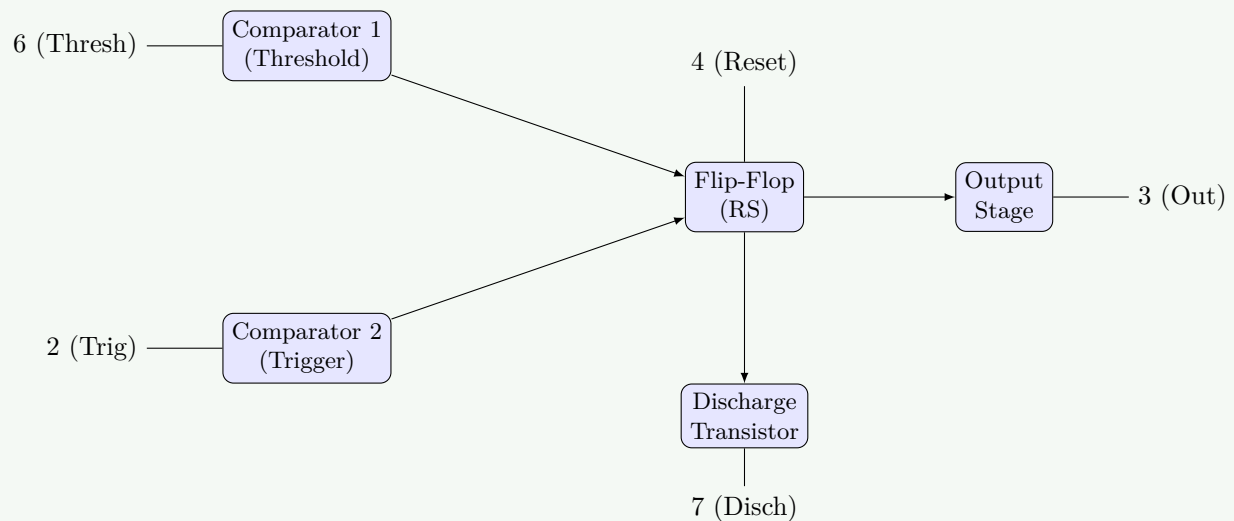 6 (Thresh)
Comparator 1
(Threshold)
4 (Reset)
Flip-Flop
(RS)
Output
Stage
3 (Out)
2 (Trig)
Comparator 2
(Trigger)
Discharge
Transistor
7 (Disch)